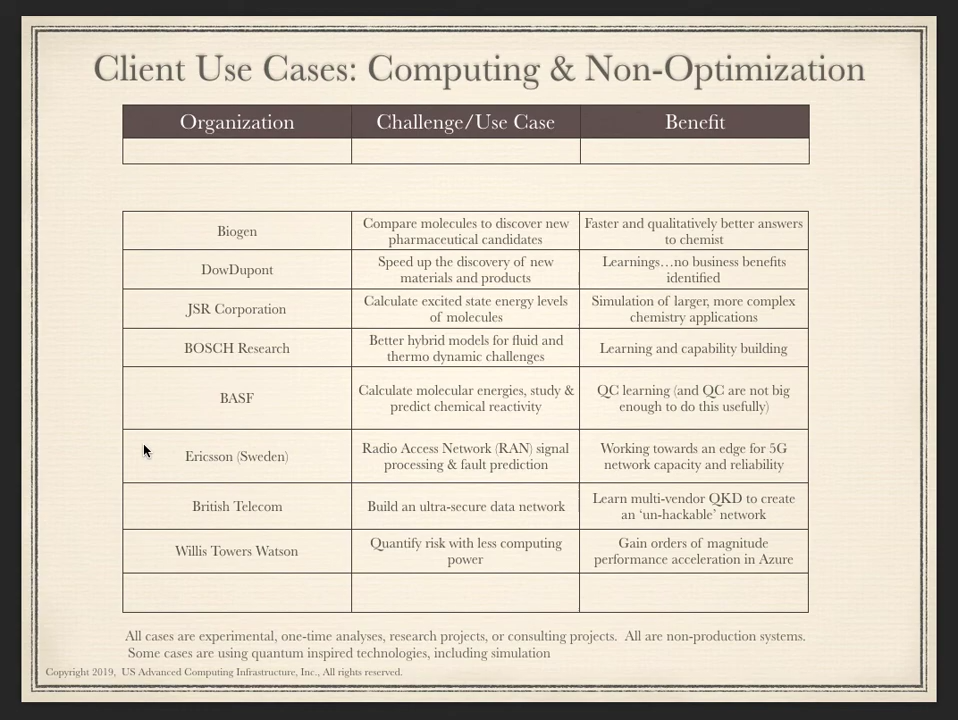 Client Use Cases: Computing & Non-Optimization
Organization Challenge/Use Case Benefit
Biogen
Compare molecules to discover new
pharmaceutical candidates
Faster and qualitatively better answers
to chemist
DowDupont
Speed up the discovery of new
materials and products
Learnings…no business benefits
identified
JSR Corporation
Calculate excited state energy levels
of molecules
Simulation of larger, more complex
chemistry applications
BOSCH Research
Better hybrid models for fluid and
thermo dynamic challenges
Learning and capability building
BASF
Calculate molecular energies, study &
predict chemical reactivity
QC learning (and QC are not big
enough to do this usefully)
Ericsson (Sweden)
Radio Access Network (RAN) signal
processing & fault prediction
Working towards an edge for 5G
network capacity and reliability
British Telecom
Build an ultra-secure data network
Learn multi-vendor QKD to create
an ‘un-hackable’ network
Willis Towers Watson
Quantify risk with less computing
power
Gain orders of magnitude
performance acceleration in Azure
All cases are experimental, one-time analyses, research projects, or consulting projects. All are non-production systems.
Some cases are using quantum inspired technologies, including simulation
Copyright 2019, US Advanced Computing Infrastructure, Inc., All rights reserved.